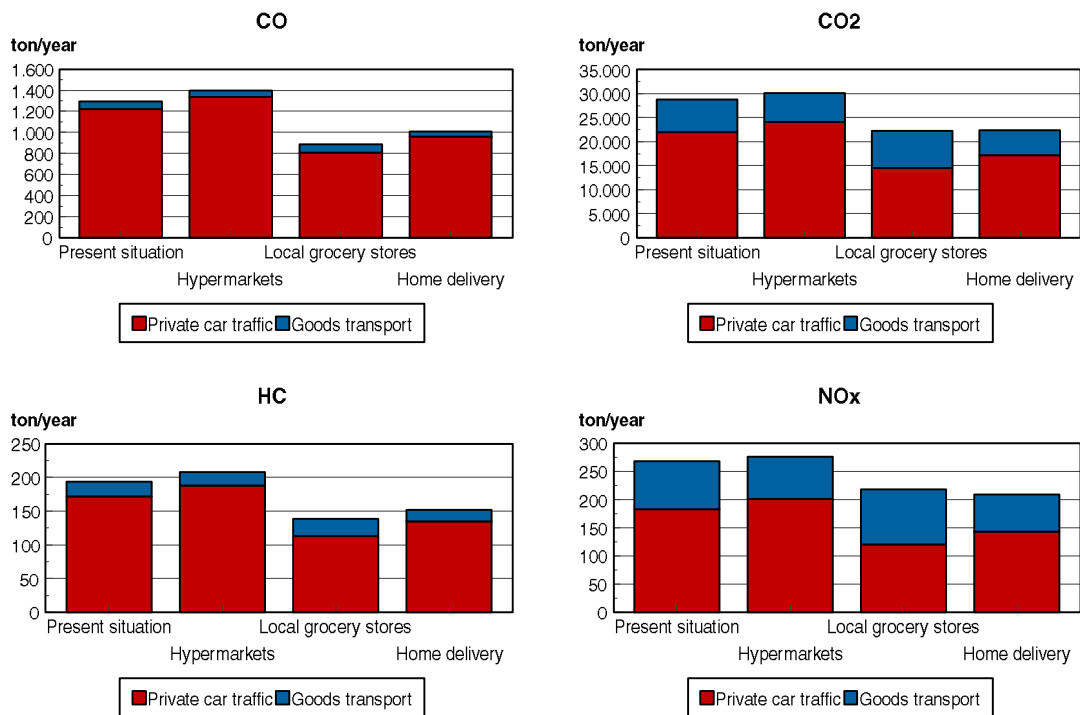 CO
ton/year
1.600
1.400
1.200
1.000
800
600
400
200
0
Present situation
Local grocery stores
Hypermarkets
Home delivery
Private car traffic
Goods transport
CO2
ton/year
35.000
30.000
25.000
20.000
15.000
10.000
5.000
0
Present situation
Local grocery stores
Hypermarkets
Home delivery
Private car traffic
Goods transport
HC
ton/year
250
200
150
100
50
0
Present situation
Local grocery stores
Hypermarkets
Home delivery
Private car traffic
Goods transport
NOx
ton/year
300
250
200
150
100
50
0
Present situation
Local grocery stores
Hypermarkets
Home delivery
Private car traffic
Goods transport